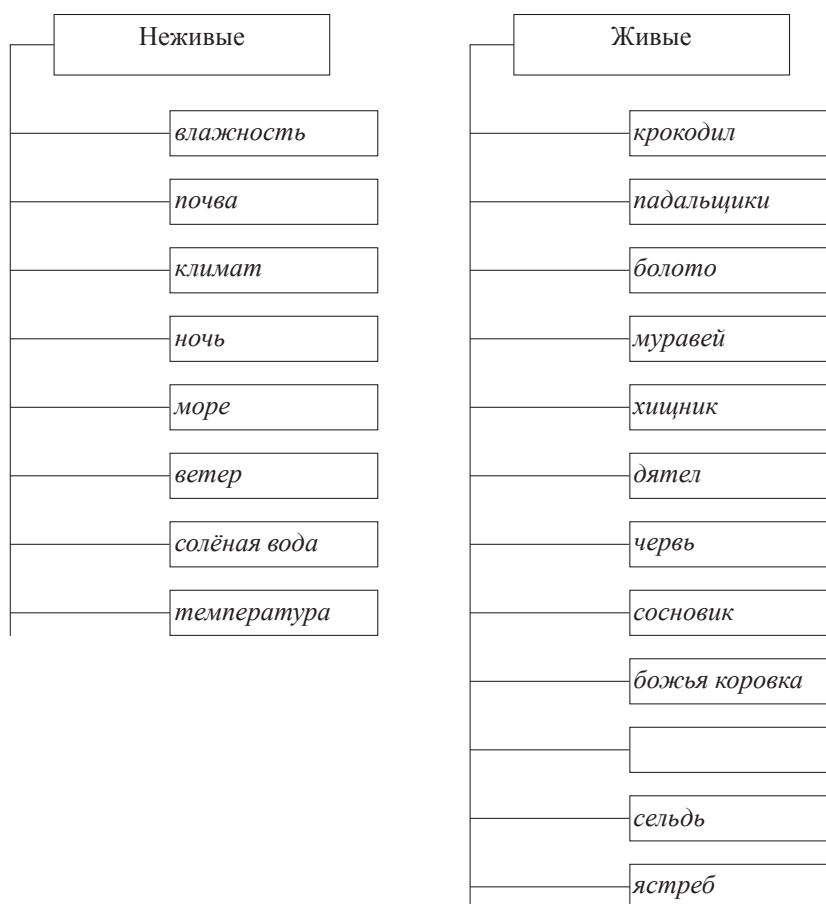 Неживые
влажность
почва
климат
ночь
море
ветер
солёная вода
температура
Живые
крокодил
падальщики
болото
муравей
хищник
дятел
червь
сосновик
божья коровка
сельдь
ястреб